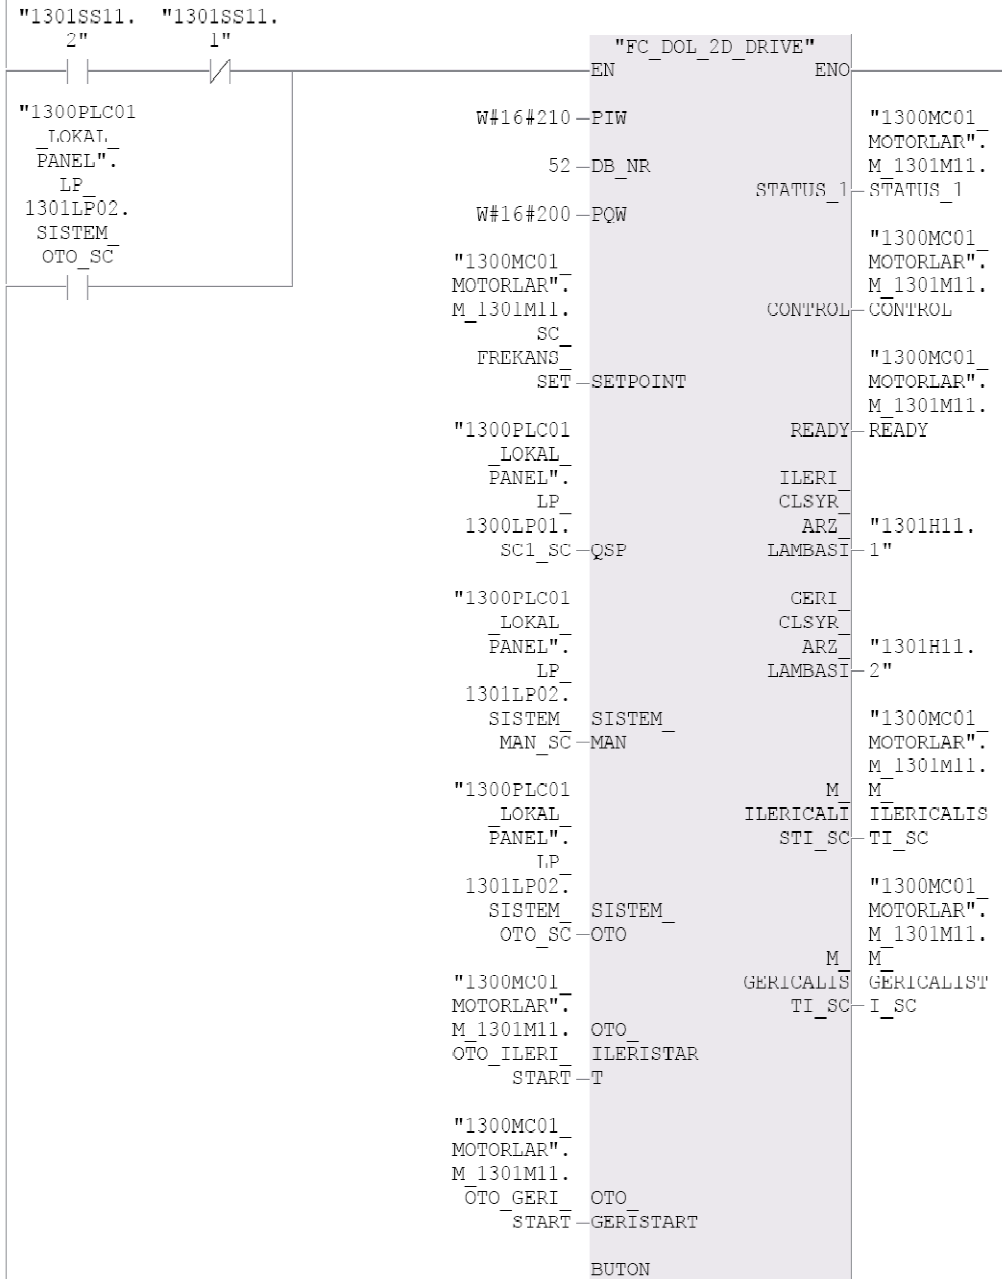 "1301SS11.
2"
"1301SS11.
1"
"1300PLC01
_LOKAL_
PANEL".
LP_
1301LP02.
SISTEM_
OTO_SC
"FC_DOL_2D_DRIVE"
EN
ENO
W#16#210
PIW
52
DB_NR
W#16#200
PQW
"1300MC01_
MOTORLAR".
M_1301M11.
SC_
FREKANS_
SET
SETPOINT
"1300PLC01
_LOKAL_
PANEL".
LP_
1300LP01.
SC1_SC
QSP
"1300PLC01
_LOKAL_
PANEL".
LP_
1301LP02.
SISTEM_
MAN_SC
SISTEM_
MAN
"1300PLC01
_LOKAL_
PANEL".
LP_
1301LP02.
SISTEM_
OTO_SC
SISTEM_
OTO
"1300MC01_
MOTORLAR".
M_1301M11.
OTO_ILERI_
START
OTO_
ILERISTAR
T
"1300MC01_
MOTORLAR".
M_1301M11.
OTO_GERI_
START
OTO_
GERISTART
BUTON
STATUS_1
"1300MC01_
MOTORLAR".
M_1301M11.
STATUS_1
CONTROL
"1300MC01_
MOTORLAR".
M_1301M11.
CONTROL
READY
"1300MC01_
MOTORLAR".
M_1301M11.
READY
ILERI_
CLSYR_
ARZ_
LAMBASI
"1301H11.
1"
GERI_
CLSYR_
ARZ_
LAMBASI
"1301H11.
2"
M_
ILERICALI
STI_SC
"1300MC01_
MOTORLAR".
M_1301M11.
M_
ILERICALIS
TI_SC
M_
GERICALIS
TI_SC
"1300MC01_
MOTORLAR".
M_1301M11.
M_
GERICALIST
I_SC